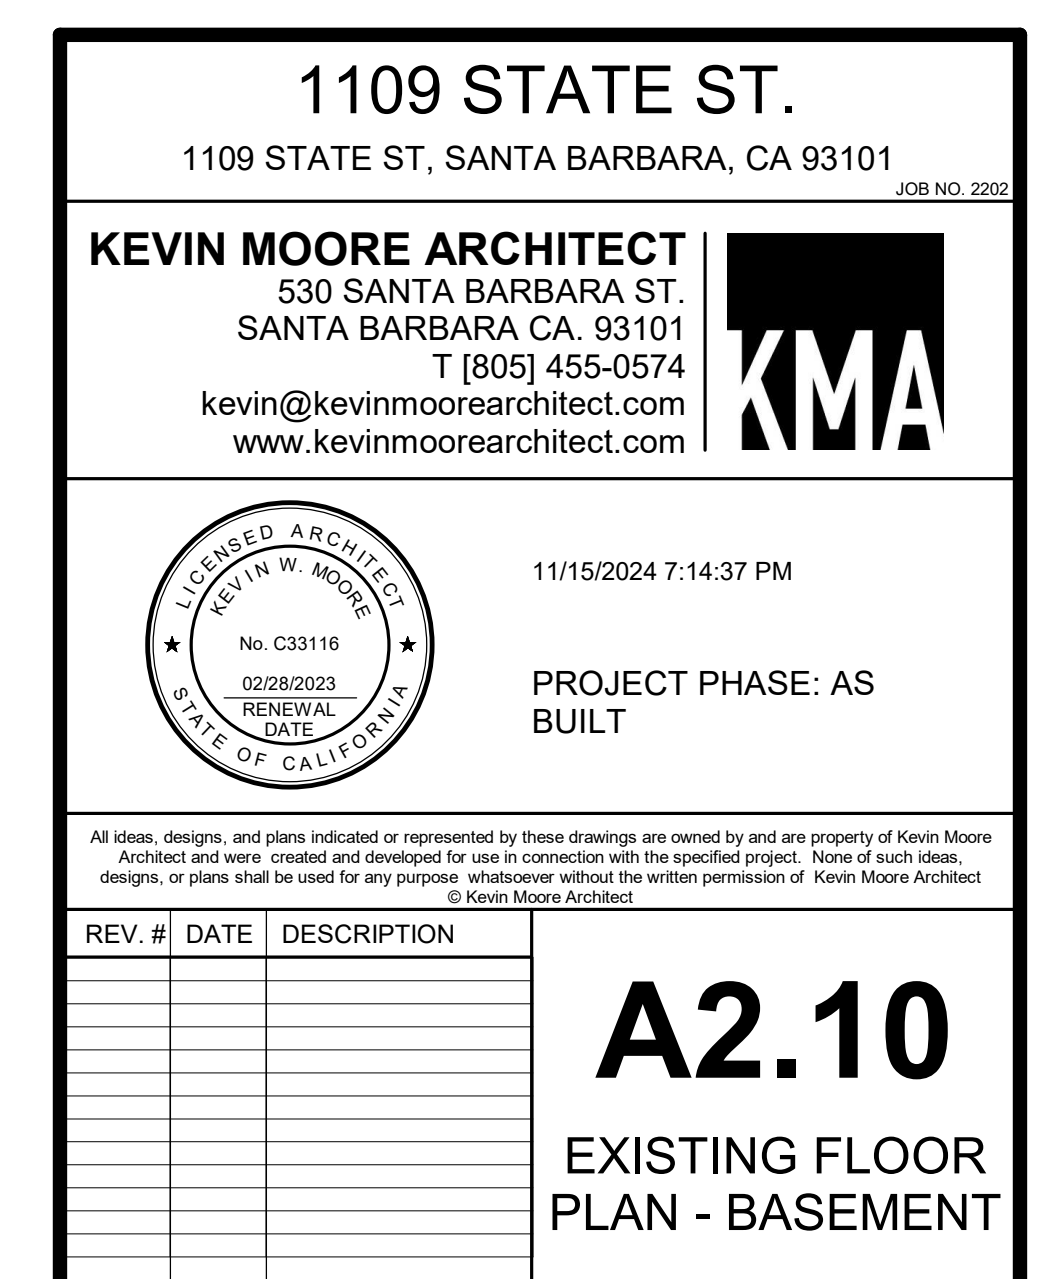 1109 STATE ST.
1109 STATE ST, SANTA BARBARA, CA 93101
JOB NO. 2202
KEVIN MOORE ARCHITECT
530 SANTA BARBARA ST.
SANTA BARBARA CA. 93101
T [805] 455-0574
kevin@kevinmoorearchitect.com
www.kevinmoorearchitect.com
KMA
LICENSED ARCHITECT
KEVIN W. MOORE
No. C33116
02/28/2023
RENEWAL
DATE
STATE OF CALIFORNIA
11/15/2024 7:14:37 PM
PROJECT PHASE: AS
BUILT
All ideas, designs, and plans indicated or represented by these drawings are owned by and are property of Kevin Moore
Architect and were created and developed for use in connection with the specified project. None of such ideas,
designs, or plans shall be used for any purpose whatsoever without the written permission of Kevin Moore Architect
© Kevin Moore Architect
REV. # DATE DESCRIPTION
A2.10
EXISTING FLOOR
PLAN - BASEMENT